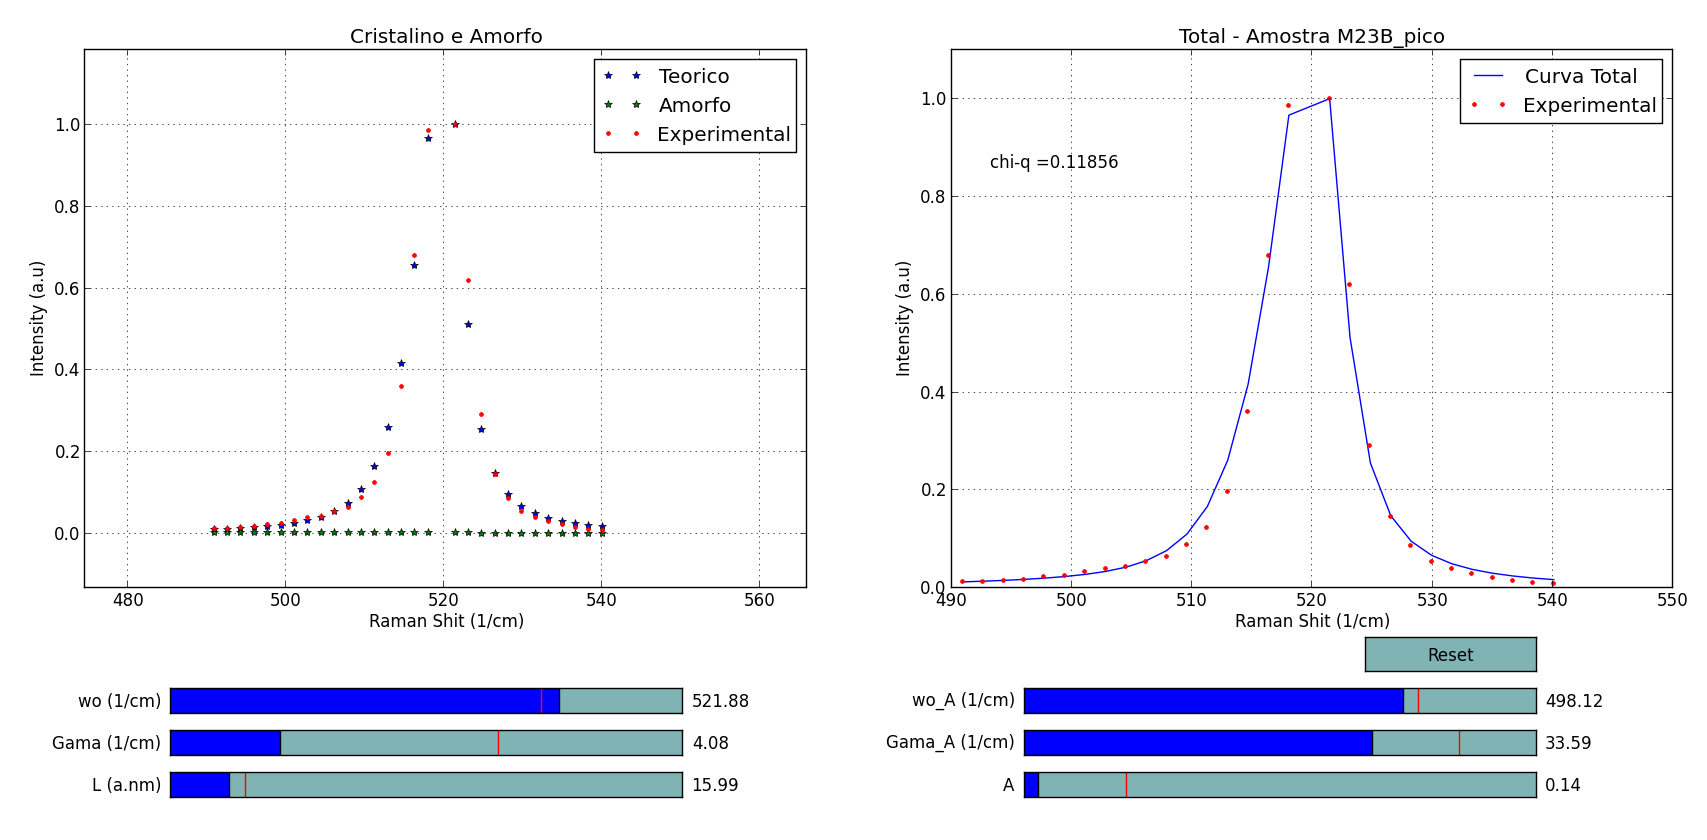 Cristalino e Amorfo
Teorico
Amorfo
Experimental
1.0
0.8
0.6
0.4
0.2
0.0
Intensity (a.u)
480 500 520 540 560
Raman Shit (1/cm)
Total - Amostra M23B_pico
Curva Total
Experimental
chi-q =0.11856
1.0
0.8
0.6
0.4
0.2
0.0
Intensity (a.u)
490 500 510 520 530 540 550
Raman Shit (1/cm)
Reset
wo (1/cm) 521.88
Gama (1/cm) 4.08
L (a.nm) 15.99
wo_A (1/cm) 498.12
Gama_A (1/cm) 33.59
A 0.14